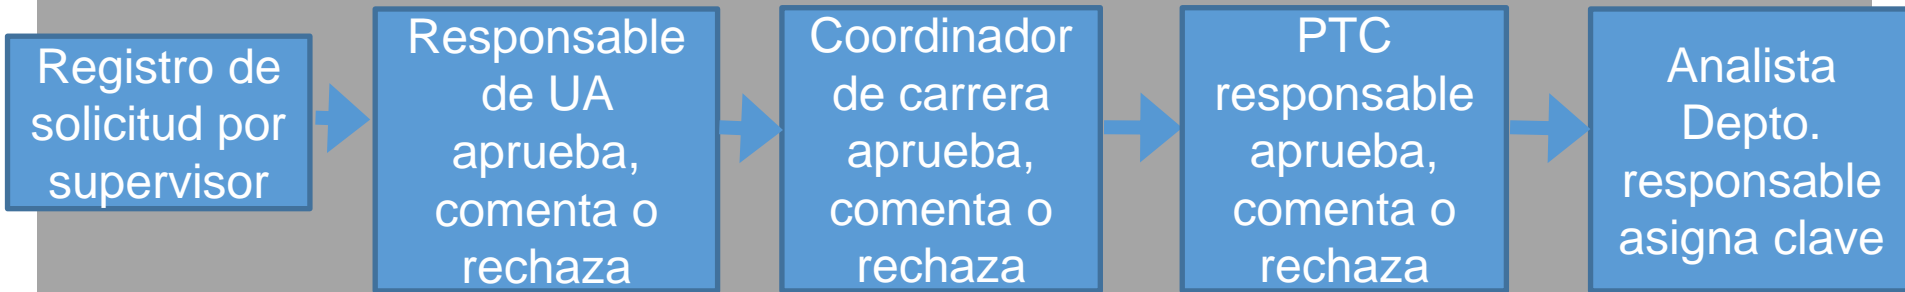 Registro de
solicitud por
supervisor
Responsable
de UA
aprueba,
comenta o
rechaza
Coordinador
de carrera
aprueba,
comenta o
rechaza
PTC
responsable
aprueba,
comenta o
rechaza
Analista
Depto.
responsable
asigna clave